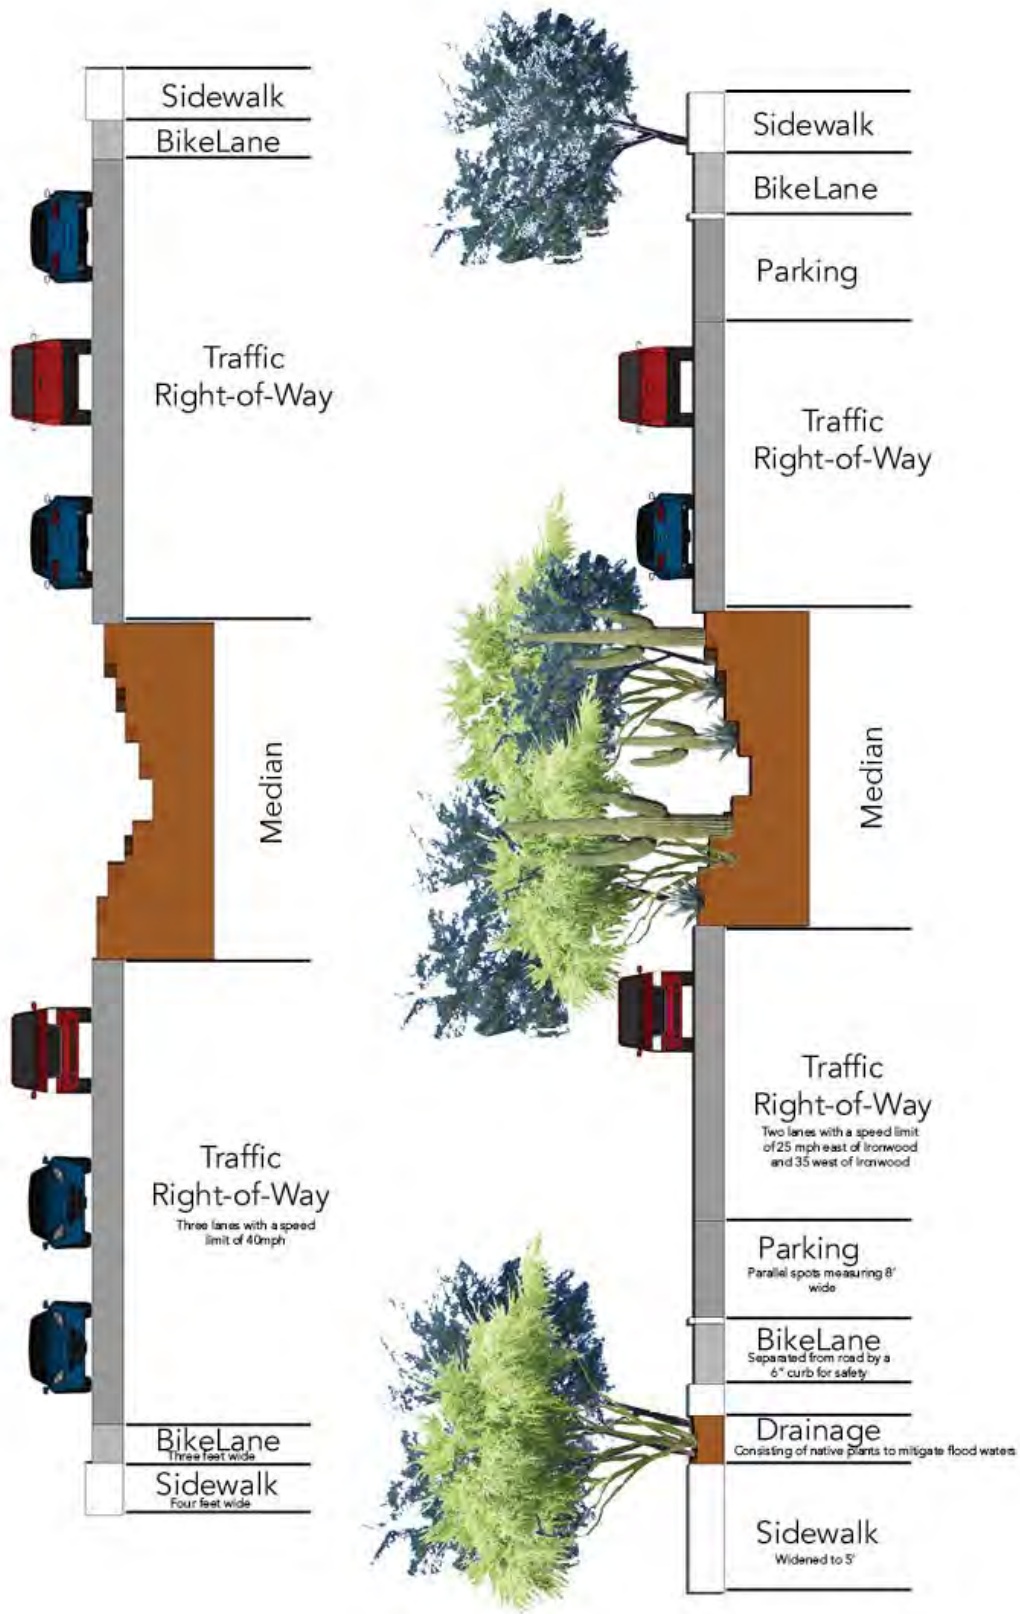 Sidewalk
BikeLane
Traffic
Right-of-Way
Median
Traffic
Right-of-Way
Three lanes with a speed
limit of 40mph
BikeLane
Three feet wide
Sidewalk
Four feet wide
Sidewalk
BikeLane
Parking
Traffic
Right-of-Way
Median
Traffic
Right-of-Way
Two lanes with a speed limit
of 25 mph east of Ironwood
and 35 west of Ironwood
Parking
Parallel spots measuring 8'
wide
BikeLane
Separated from road by a
6" curb for safety
Drainage
Consisting of native plants to mitigate flood waters
Sidewalk
Widened to 5'